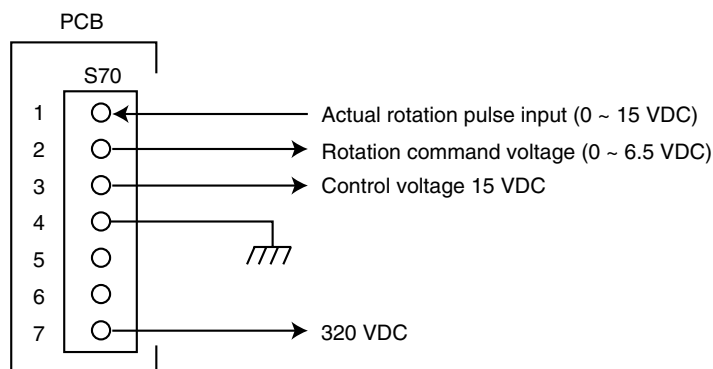 PCB
S70
1 Actual rotation pulse input (0 ~ 15 VDC)
2 Rotation command voltage (0 ~ 6.5 VDC)
3 Control voltage 15 VDC
4
5
6
7 320 VDC